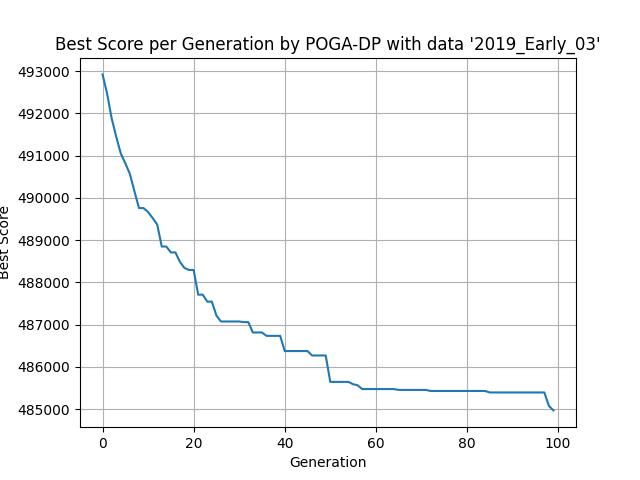 Best Score per Generation by POGA-DP with data '2019_Early_03'
493000
492000
491000
490000
489000
488000
487000
486000
485000
Best Score
0 20 40 60 80 100
Generation